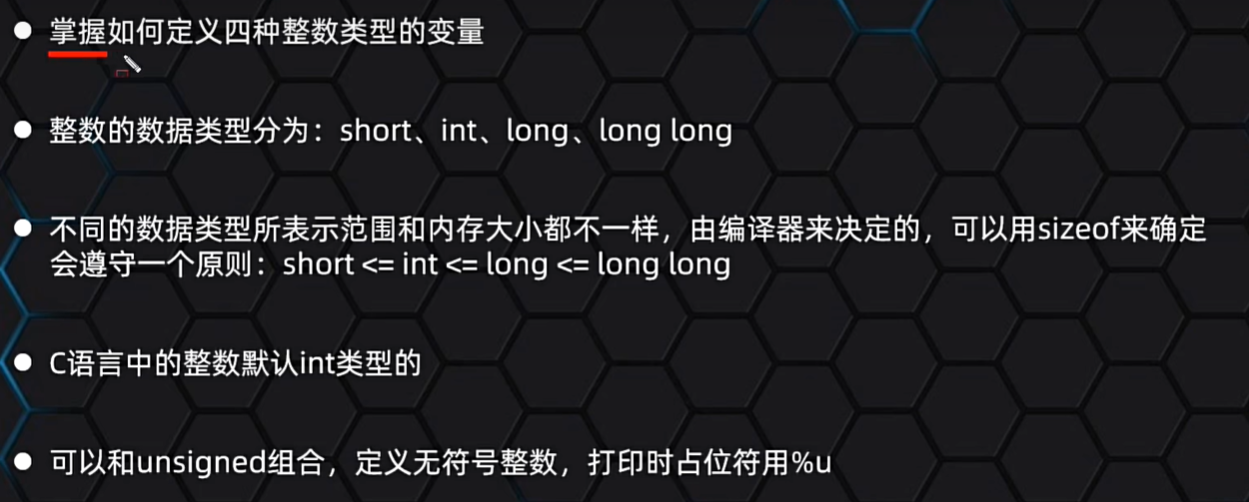 ● 掌握如何定义四种整数类型的变量
● 整数的数据类型分为：short、int、long、long long
● 不同的数据类型所表示范围和内存大小都不一样，由编译器来决定的，可以用sizeof来确定
会遵守一个原则：short <= int <= long <= long long
● C语言中的整数默认int类型的
● 可以和unsigned组合，定义无符号整数，打印时占位符用%u